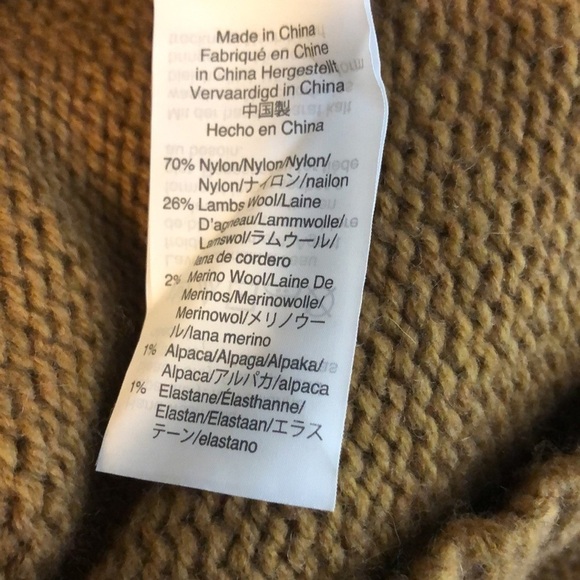 Made in China
Fabriqué en Chine
in China Hergestellt
Vervaardigd in China
中国製
Hecho en China
70% Nylon/Nylon/Nylon/
Nylon/ナイロン/nailon
26% Lambs Wool/Laine
D'agneau/Lammwolle/
Lamswol/ラムウール/
lana de cordero
2% Merino Wool/Laine De
Merinos/Merinowolle/
Merinowol/メリノウー
ル/lana merino
1% Alpaca/Alpaga/Alpaka/
Alpaca/アルパカ/alpaca
1% Elastane/Élasthanne/
Elastan/Elastaan/エラス
テーン/elastano